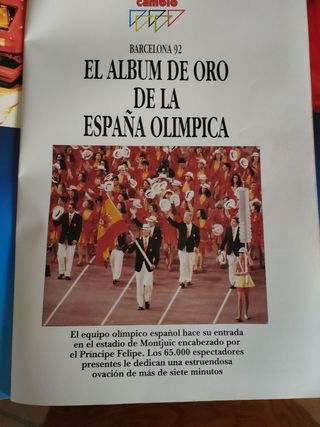 cambio
BARCELONA 92
EL ALBUM DE ORO
DE LA
ESPAÑA OLIMPICA
El equipo olímpico español hace su entrada
en el estadio de Montjuïc encabezado por
el Príncipe Felipe. Los 65.000 espectadores
presentes le dedican una estruendosa
ovación de más de siete minutos